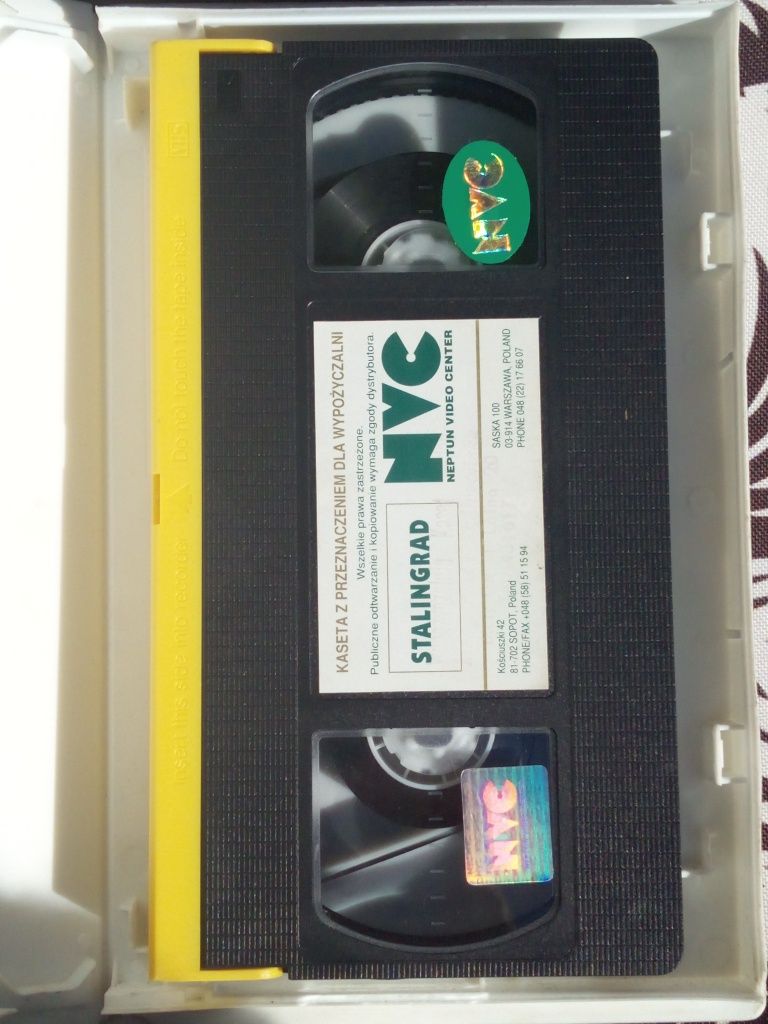 KASETA Z PRZEZNACZENIEM DLA WYPOŻYCZALNI
Wszelkie prawa zastrzeżone.
Publiczne odtwarzanie i kopiowanie wymaga zgody dystrybutora.
STALINGRAD
NVC
NEPTUN VIDEO CENTER
Kościuszki 42
81-702 SOPOT, Poland
PHONE/FAX +048 (58) 51 15 94
SASKA 100
03-914 WARSZAWA, POLAND
PHONE 048 (22) 17 66 07
NVC
NVC
Insert this side into recorder
Do not touch the tape inside
VHS